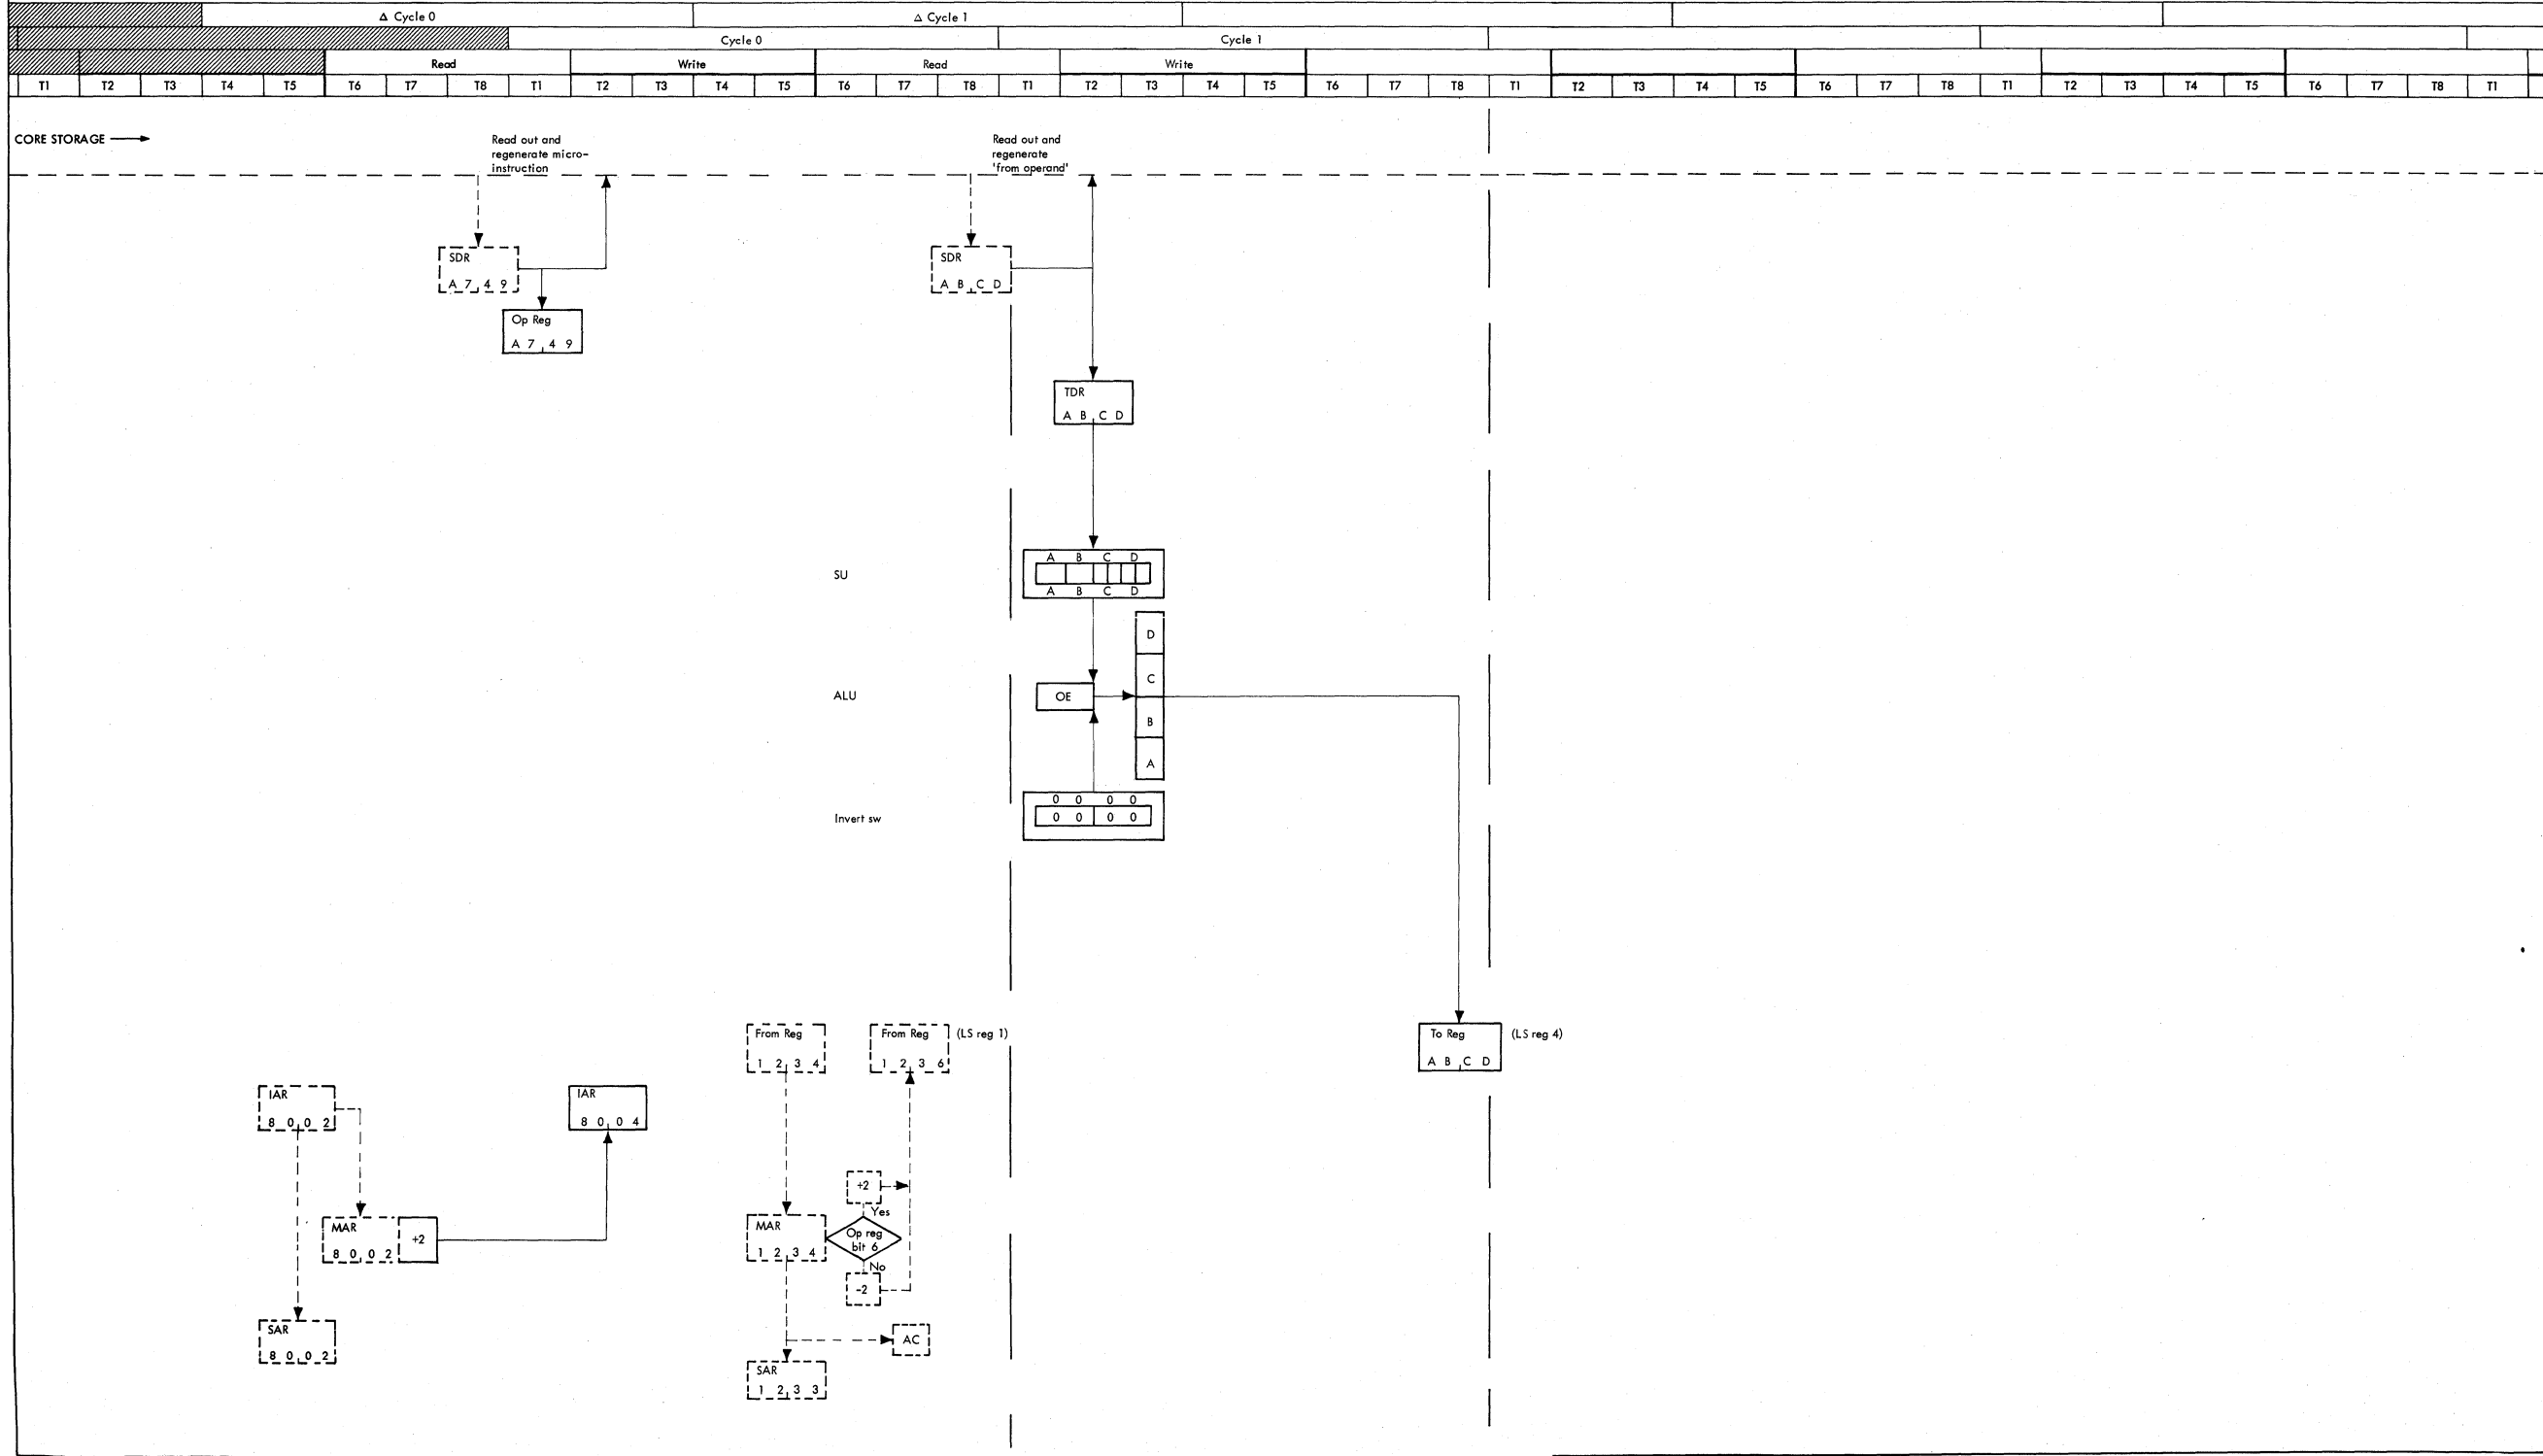 Δ Cycle 0 Δ Cycle 1
Cycle 0 Cycle 1
Read Write Read Write
T1 T2 T3 T4 T5 T6 T7 T8 T1 T2 T3 T4 T5 T6 T7 T8 T1 T2 T3 T4 T5 T6 T7 T8 T1 T2 T3 T4 T5 T6 T7 T8 T1 T2 T3 T4 T5 T6 T7 T8 T1
CORE STORAGE
Read out and
regenerate micro-
instruction
Read out and
regenerate
'from operand'
SDR
A 7 4 9
SDR
A B C D
Op Reg
A 7 4 9
TDR
A B C D
SU
A B C D
A B C D
D
C
B
A
ALU
OE
Invert sw
0 0 0 0
0 0 0 0
From Reg
1 2 3 4
From Reg
1 2 3 6
(LS reg 1)
To Reg
A B C D
(LS reg 4)
IAR
8 0 0 2
IAR
8 0 0 4
MAR
8 0 0 2
+2
MAR
1 2 3 4
+2
Yes
Op reg
bit 6
No
-2
SAR
8 0 0 2
AC
SAR
1 2 3 3